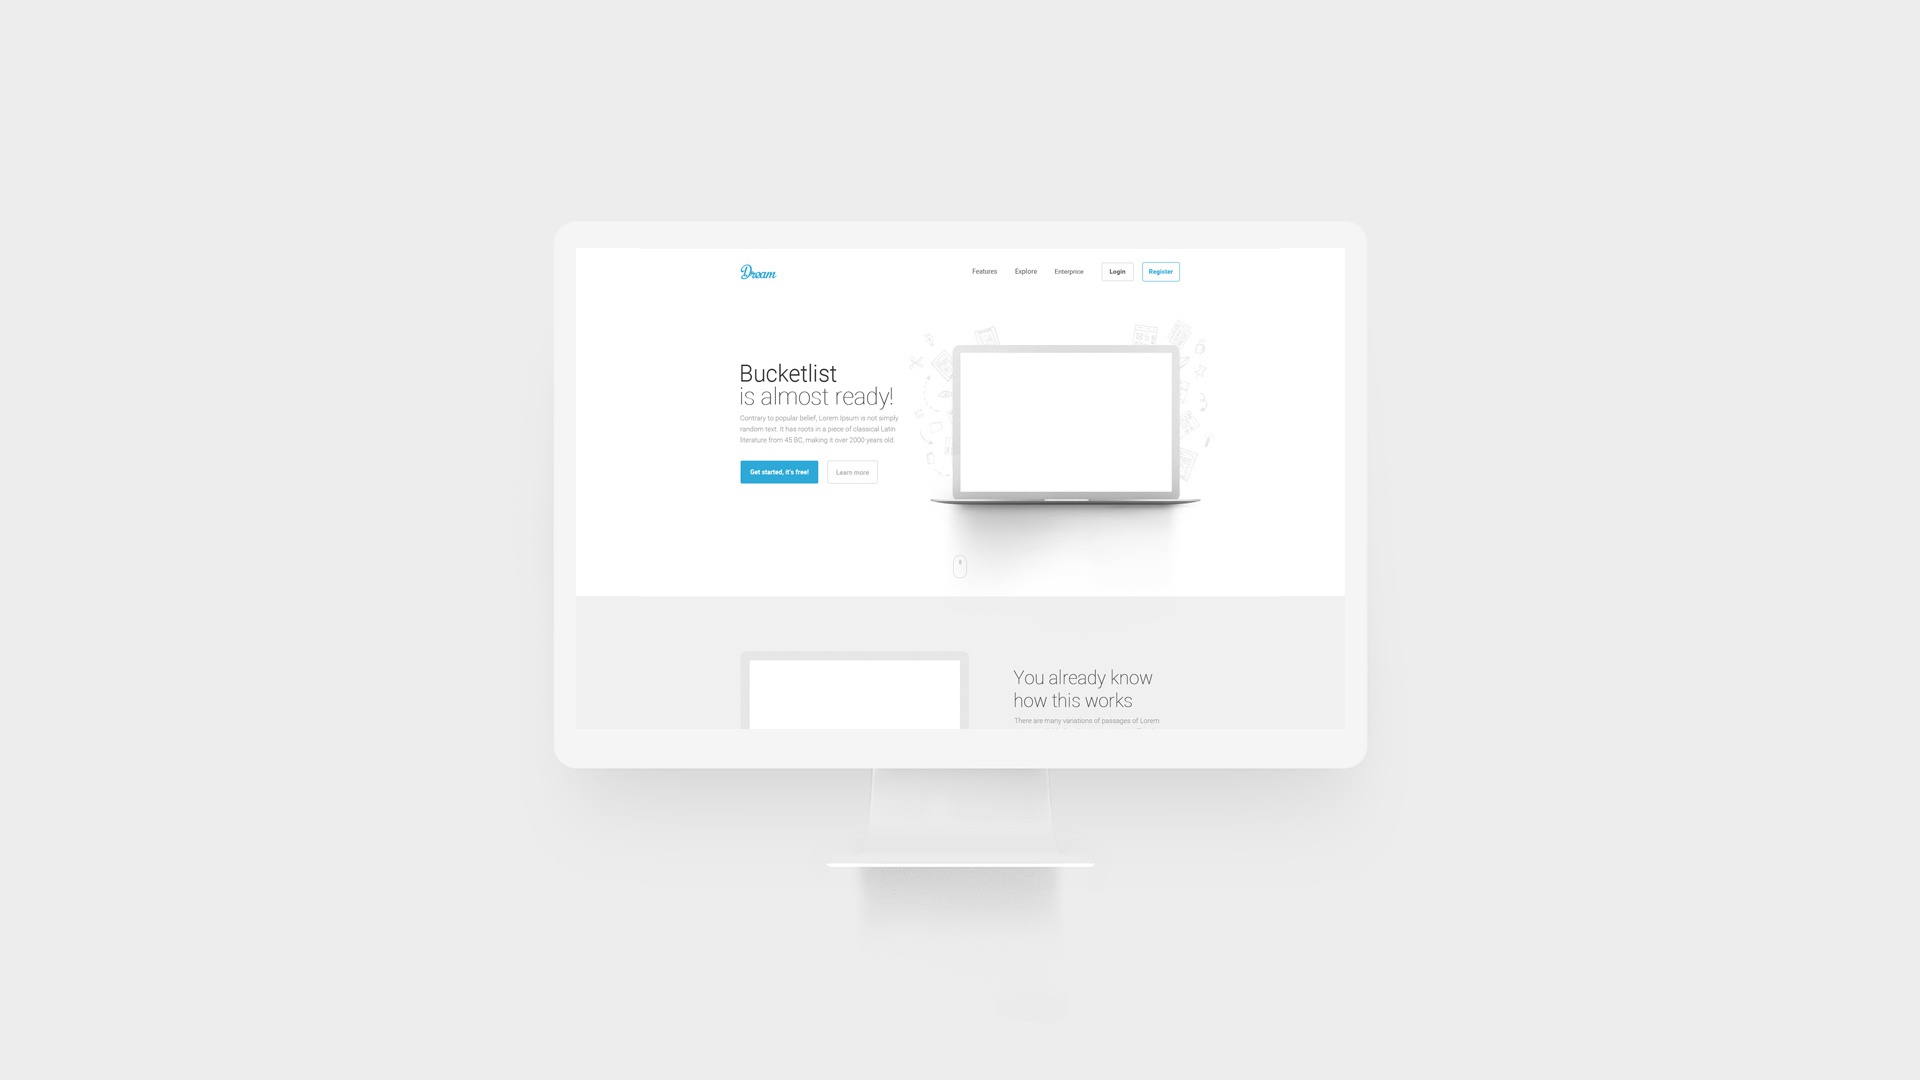 Dream
Features Explore Enterprice Login Register
Bucketlist
is almost ready!
Contrary to popular belief, Lorem Ipsum is not simply
random text. It has roots in a piece of classical Latin
literature from 45 BC, making it over 2000 years old.
Get started, it's free! Learn more
You already know
how this works
There are many variations of passages of Lorem